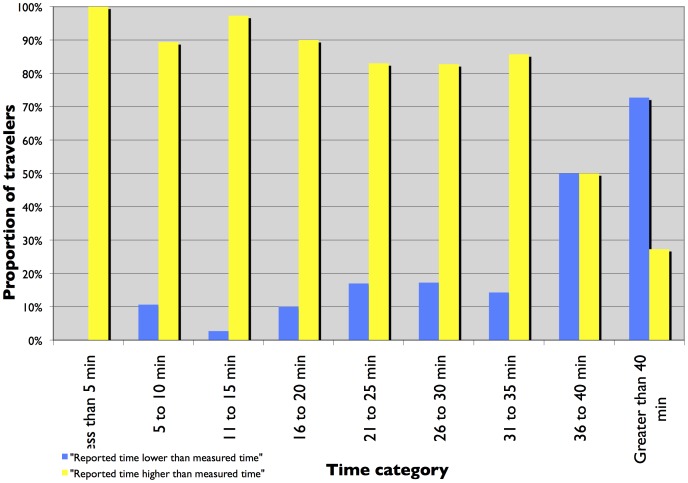 100%
90%
80%
70%
60%
50%
40%
30%
20%
10%
0%
Proportion of travelers
ess than 5 min
5 to 10 min
11 to 15 min
16 to 20 min
21 to 25 min
26 to 30 min
31 to 35 min
36 to 40 min
Greater than 40
min
Time category
"Reported time lower than measured time"
"Reported time higher than measured time"